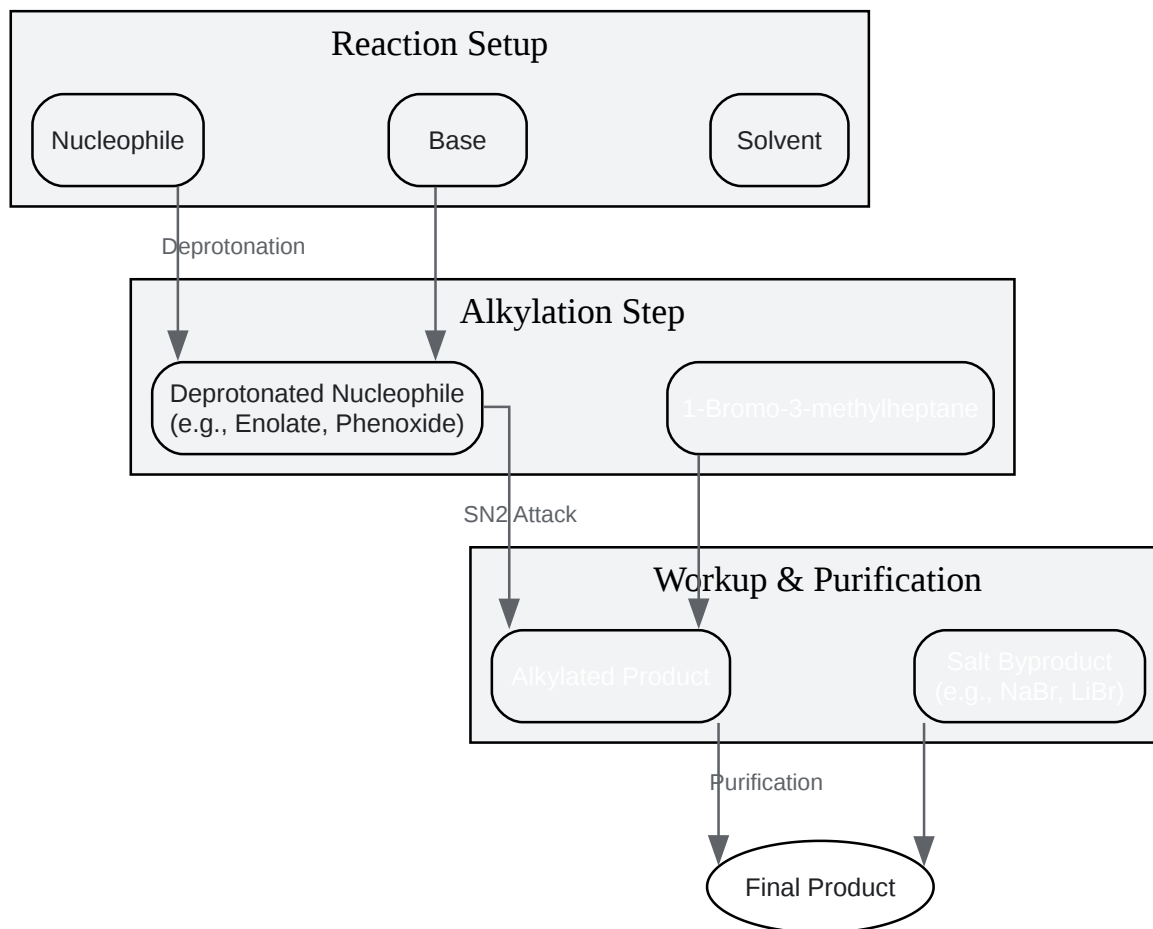 Reaction Setup
Nucleophile
Base
Solvent
Deprotonation
Alkylation Step
Deprotonated Nucleophile
(e.g., Enolate, Phenoxide)
1-Bromo-3-methylheptane
SN2 Attack
Workup & Purification
Alkylated Product
Salt Byproduct
(e.g., NaBr, LiBr)
Purification
Final Product